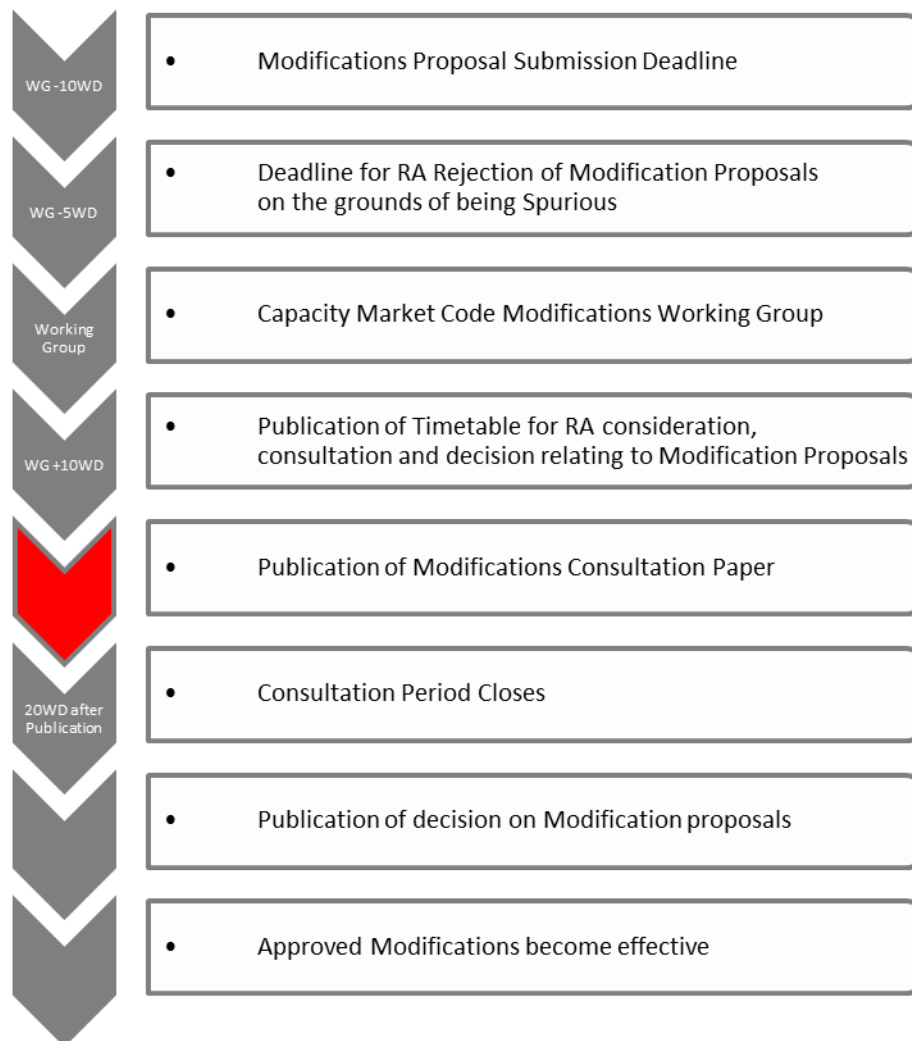 WG-10WD
• Modifications Proposal Submission Deadline
WG-5WD
• Deadline for RA Rejection of Modification Proposals
on the grounds of being Spurious
Working
Group
• Capacity Market Code Modifications Working Group
WG+10WD
• Publication of Timetable for RA consideration,
consultation and decision relating to Modification Proposals
• Publication of Modifications Consultation Paper
20WD after
Publication
• Consultation Period Closes
• Publication of decision on Modification proposals
• Approved Modifications become effective